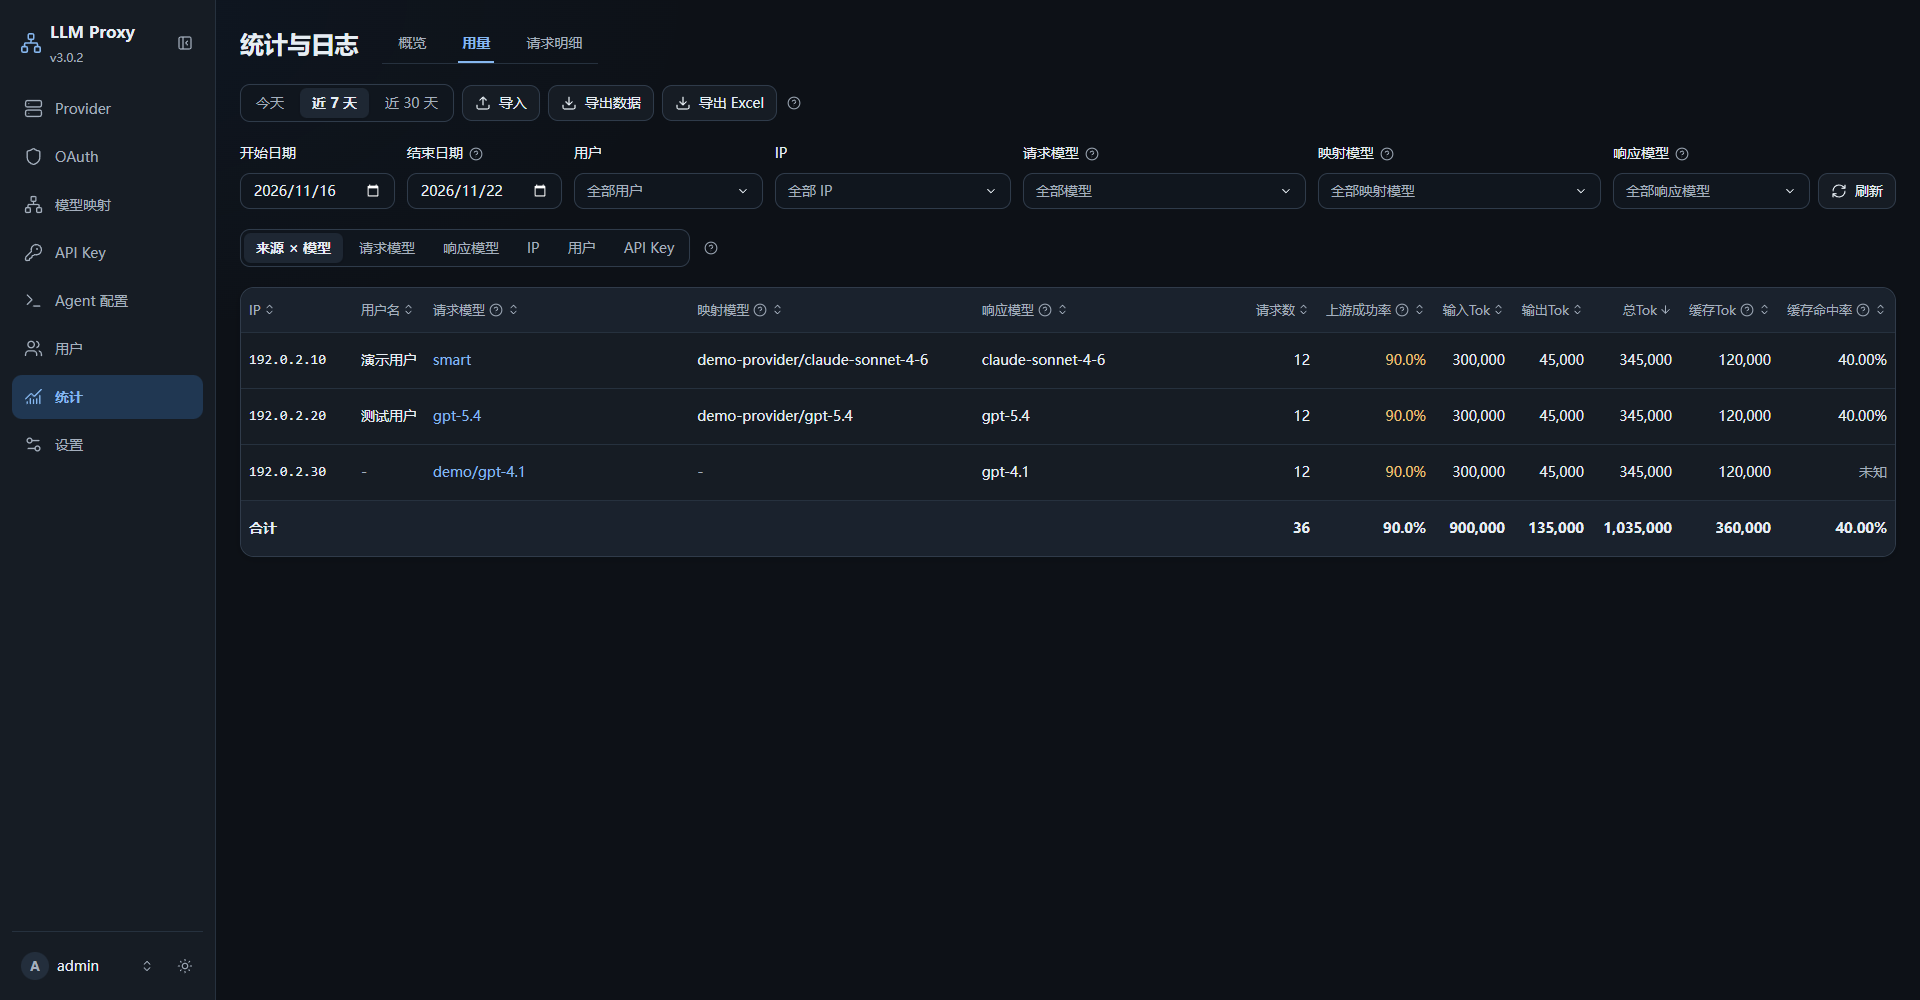 LLM Proxy
v3.0.2
Provider
OAuth
模型映射
API Key
Agent 配置
用户
统计
设置
A admin
统计与日志 概览 用量 请求明细
今天 近 7 天 近 30 天 导入 导出数据 导出 Excel
开始日期 结束日期 用户 IP 请求模型 映射模型 响应模型
2026/11/16 2026/11/22 全部用户 全部 IP 全部模型 全部映射模型 全部响应模型 刷新
来源 × 模型 请求模型 响应模型 IP 用户 API Key
IP 用户名 请求模型 映射模型 响应模型 请求数 上游成功率 输入Tok 输出Tok 总Tok 缓存Tok 缓存命中率
192.0.2.10 演示用户 smart demo-provider/claude-sonnet-4-6 claude-sonnet-4-6 12 90.0% 300,000 45,000 345,000 120,000 40.00%
192.0.2.20 测试用户 gpt-5.4 demo-provider/gpt-5.4 gpt-5.4 12 90.0% 300,000 45,000 345,000 120,000 40.00%
192.0.2.30 - demo/gpt-4.1 - gpt-4.1 12 90.0% 300,000 45,000 345,000 120,000 未知
合计 36 90.0% 900,000 135,000 1,035,000 360,000 40.00%